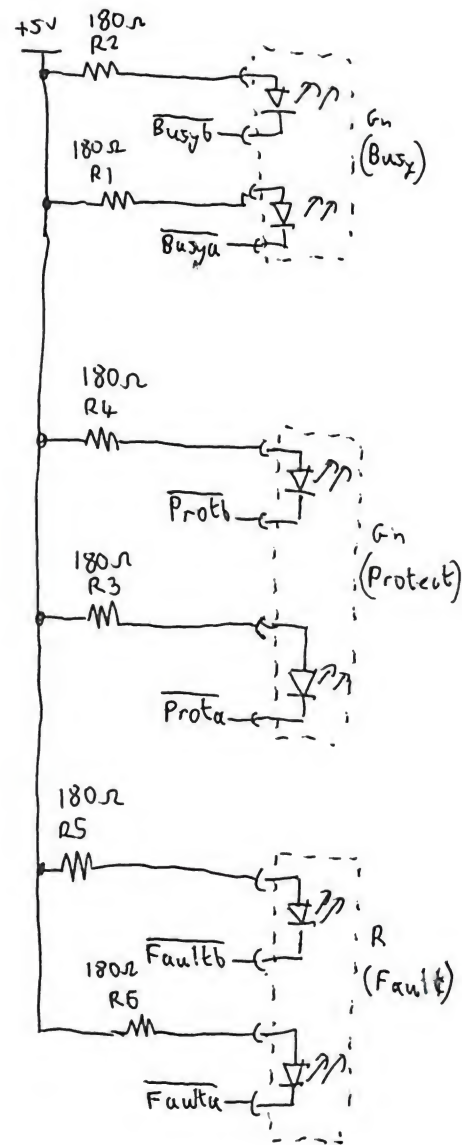 +5V
180Ω
R2
Busyb
Gn
(Busy)
180Ω
R1
Busya
180Ω
R4
Protb
Gn
(Protect)
180Ω
R3
Prota
180Ω
R5
Faultb
R
(Fault)
180Ω
R6
Faulta